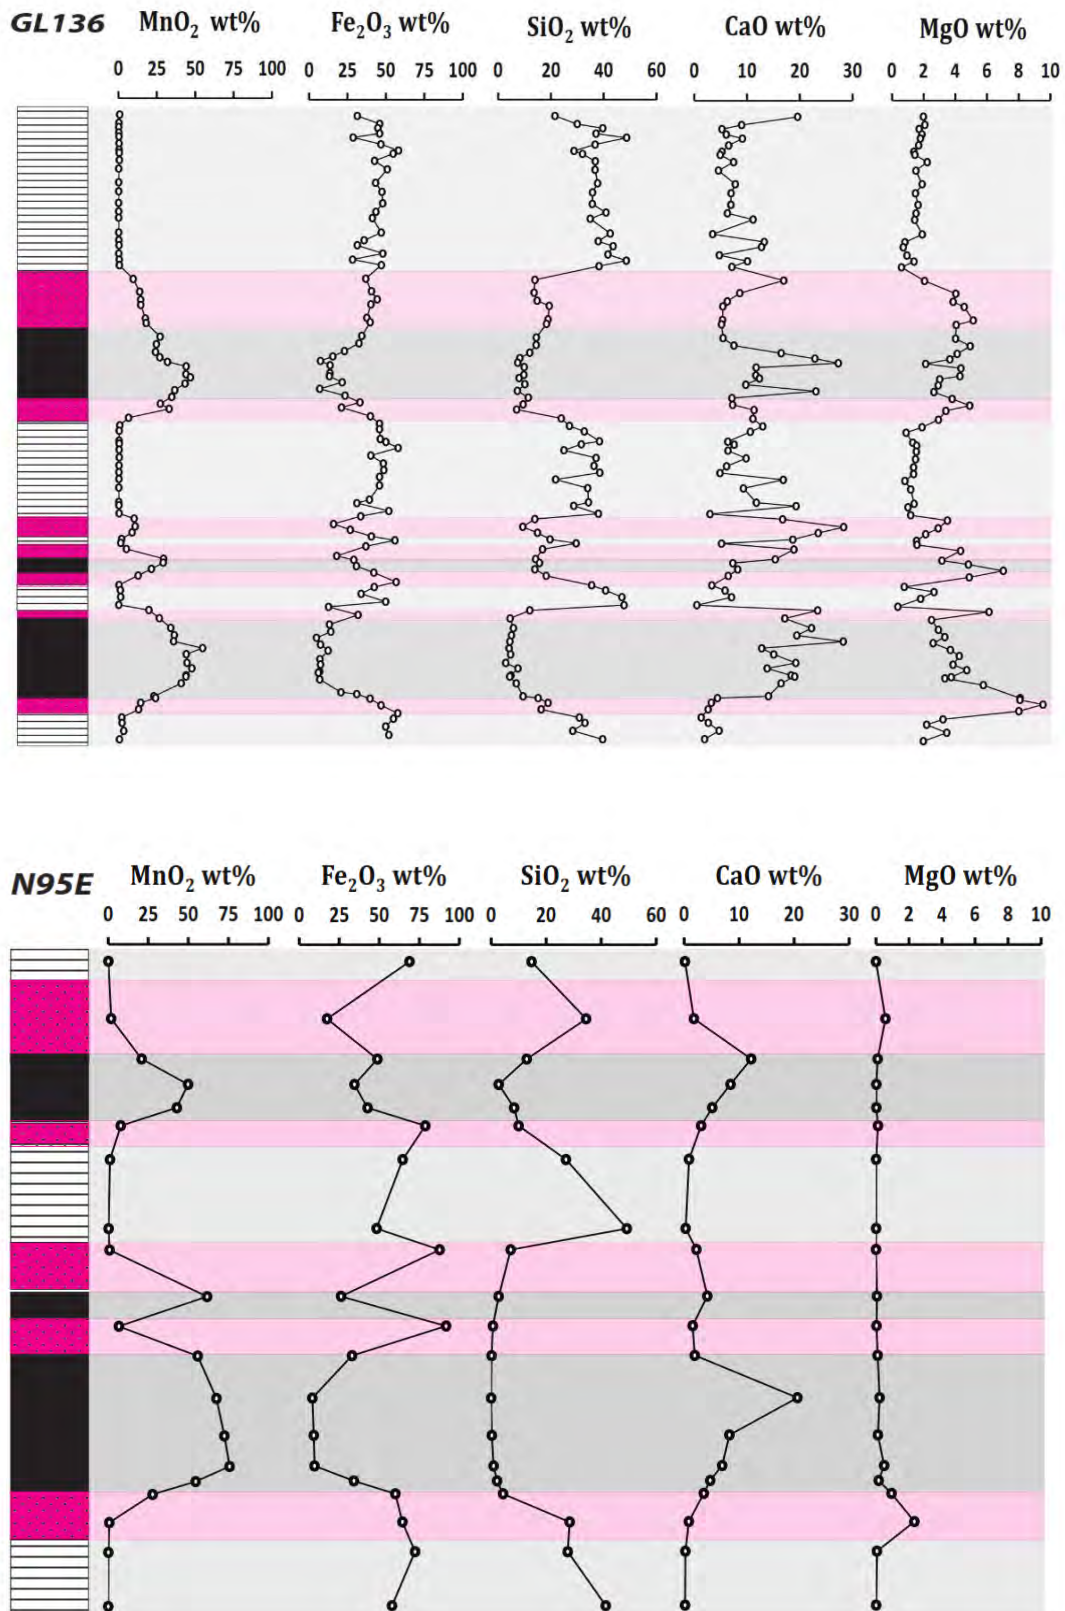 GL136 MnO₂ wt% Fe₂O₃ wt% SiO₂ wt% CaO wt% MgO wt%
0 25 50 75 100 0 25 50 75 100 0 20 40 60 0 10 20 30 0 2 4 6 8 10
N95E MnO₂ wt% Fe₂O₃ wt% SiO₂ wt% CaO wt% MgO wt%
0 25 50 75 100 0 25 50 75 100 0 20 40 60 0 10 20 30 0 2 4 6 8 10